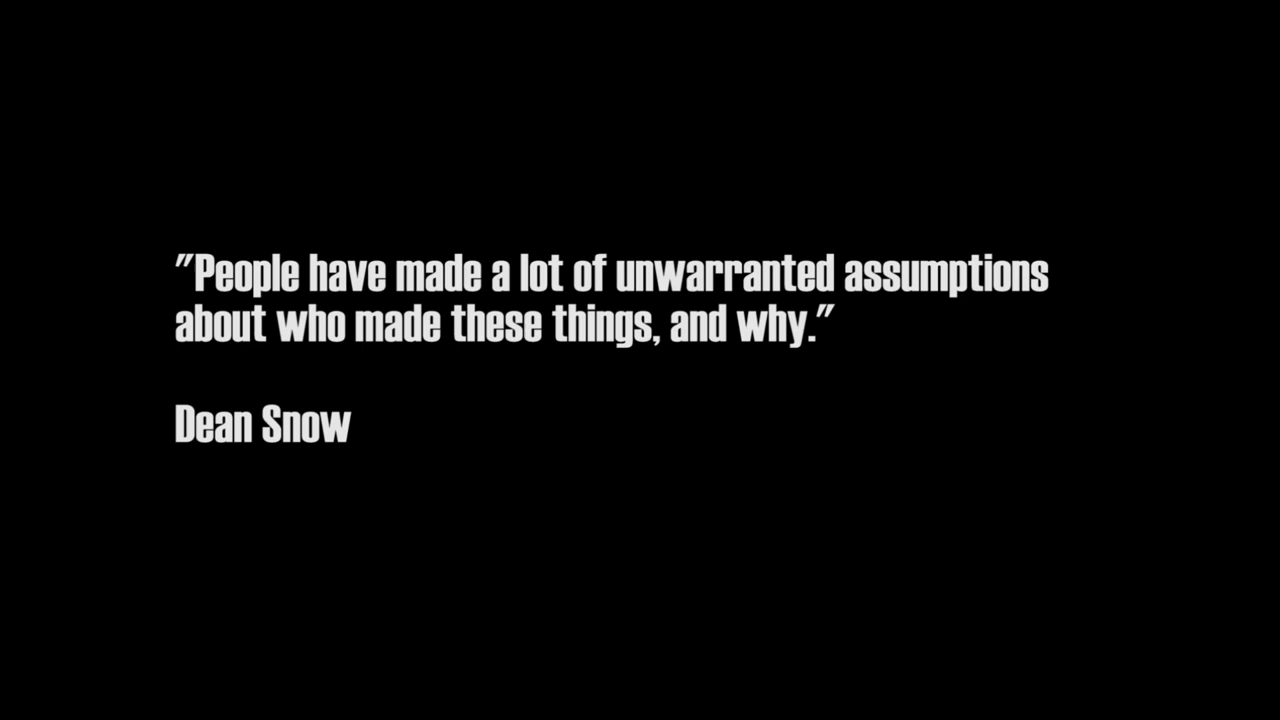 "People have made a lot of unwarranted assumptions
about who made these things, and why."
Dean Snow